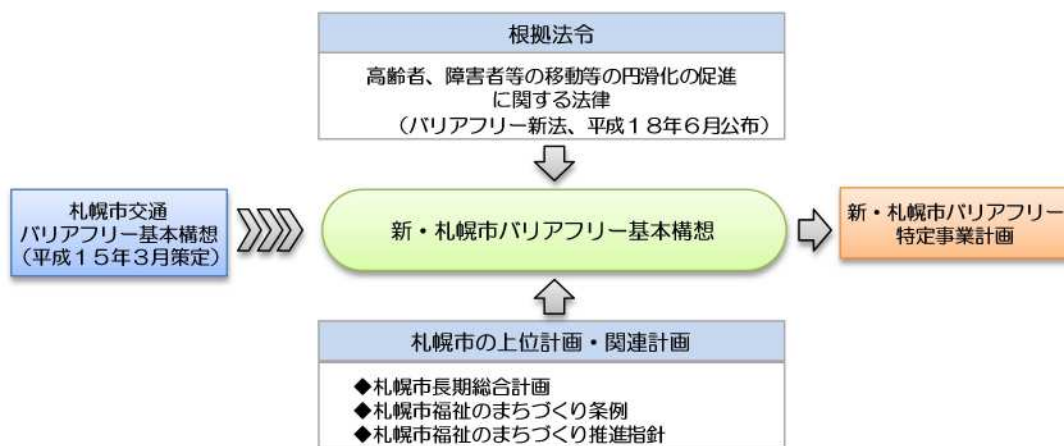 根拠法令
高齢者、障害者等の移動等の円滑化の促進
に関する法律
（バリアフリー新法、平成１８年６月公布）
札幌市交通
バリアフリー基本構想
（平成１５年３月策定）
新・札幌市バリアフリー基本構想
新・札幌市バリアフリー
特定事業計画
札幌市の上位計画・関連計画
◆札幌市長期総合計画
◆札幌市福祉のまちづくり条例
◆札幌市福祉のまちづくり推進指針